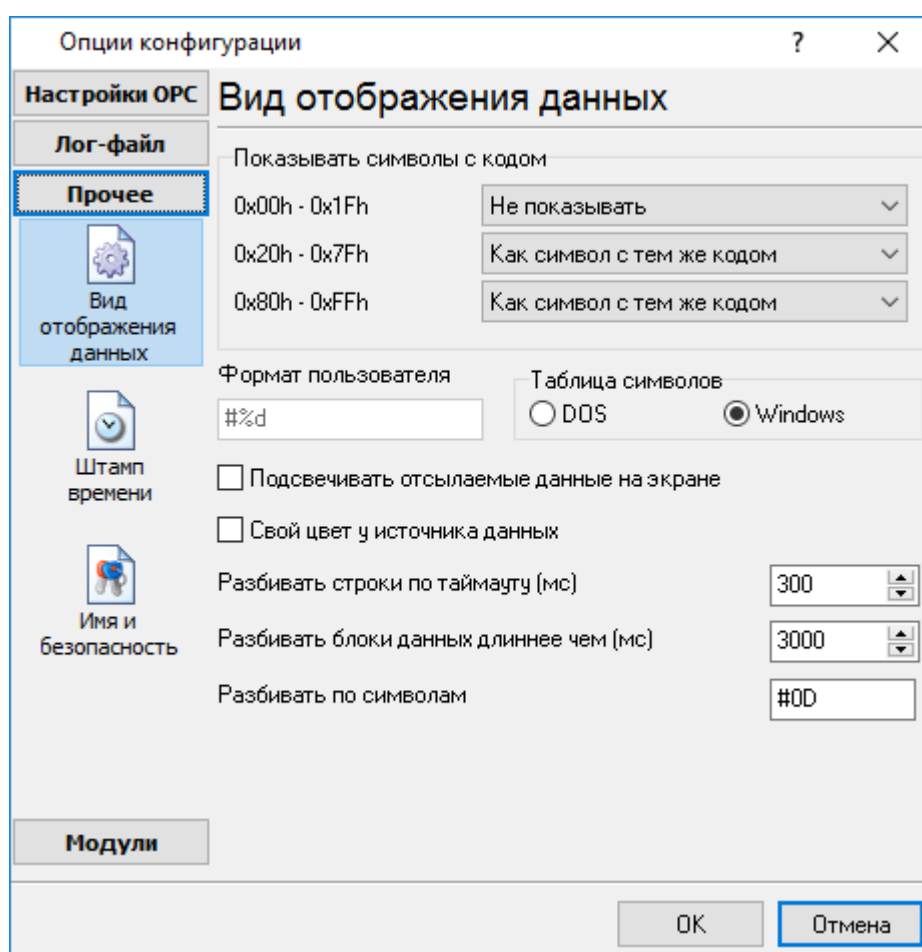 Опции конфигурации
?
Настройки OPC
Лог-файл
Прочее
Вид
отображения
данных
Штамп
времени
Имя и
безопасность
Модули
Вид отображения данных
Показывать символы с кодом
0x00h - 0x1Fh
Не показывать
0x20h - 0x7Fh
Как символ с тем же кодом
0x80h - 0xFFh
Как символ с тем же кодом
Формат пользователя
#%d
Таблица символов
DOS
Windows
Подсвечивать отсылаемые данные на экране
Свой цвет у источника данных
Разбивать строки по таймауту (мс)
300
Разбивать блоки данных длиннее чем (мс)
3000
Разбивать по символам
#0D
OK
Отмена